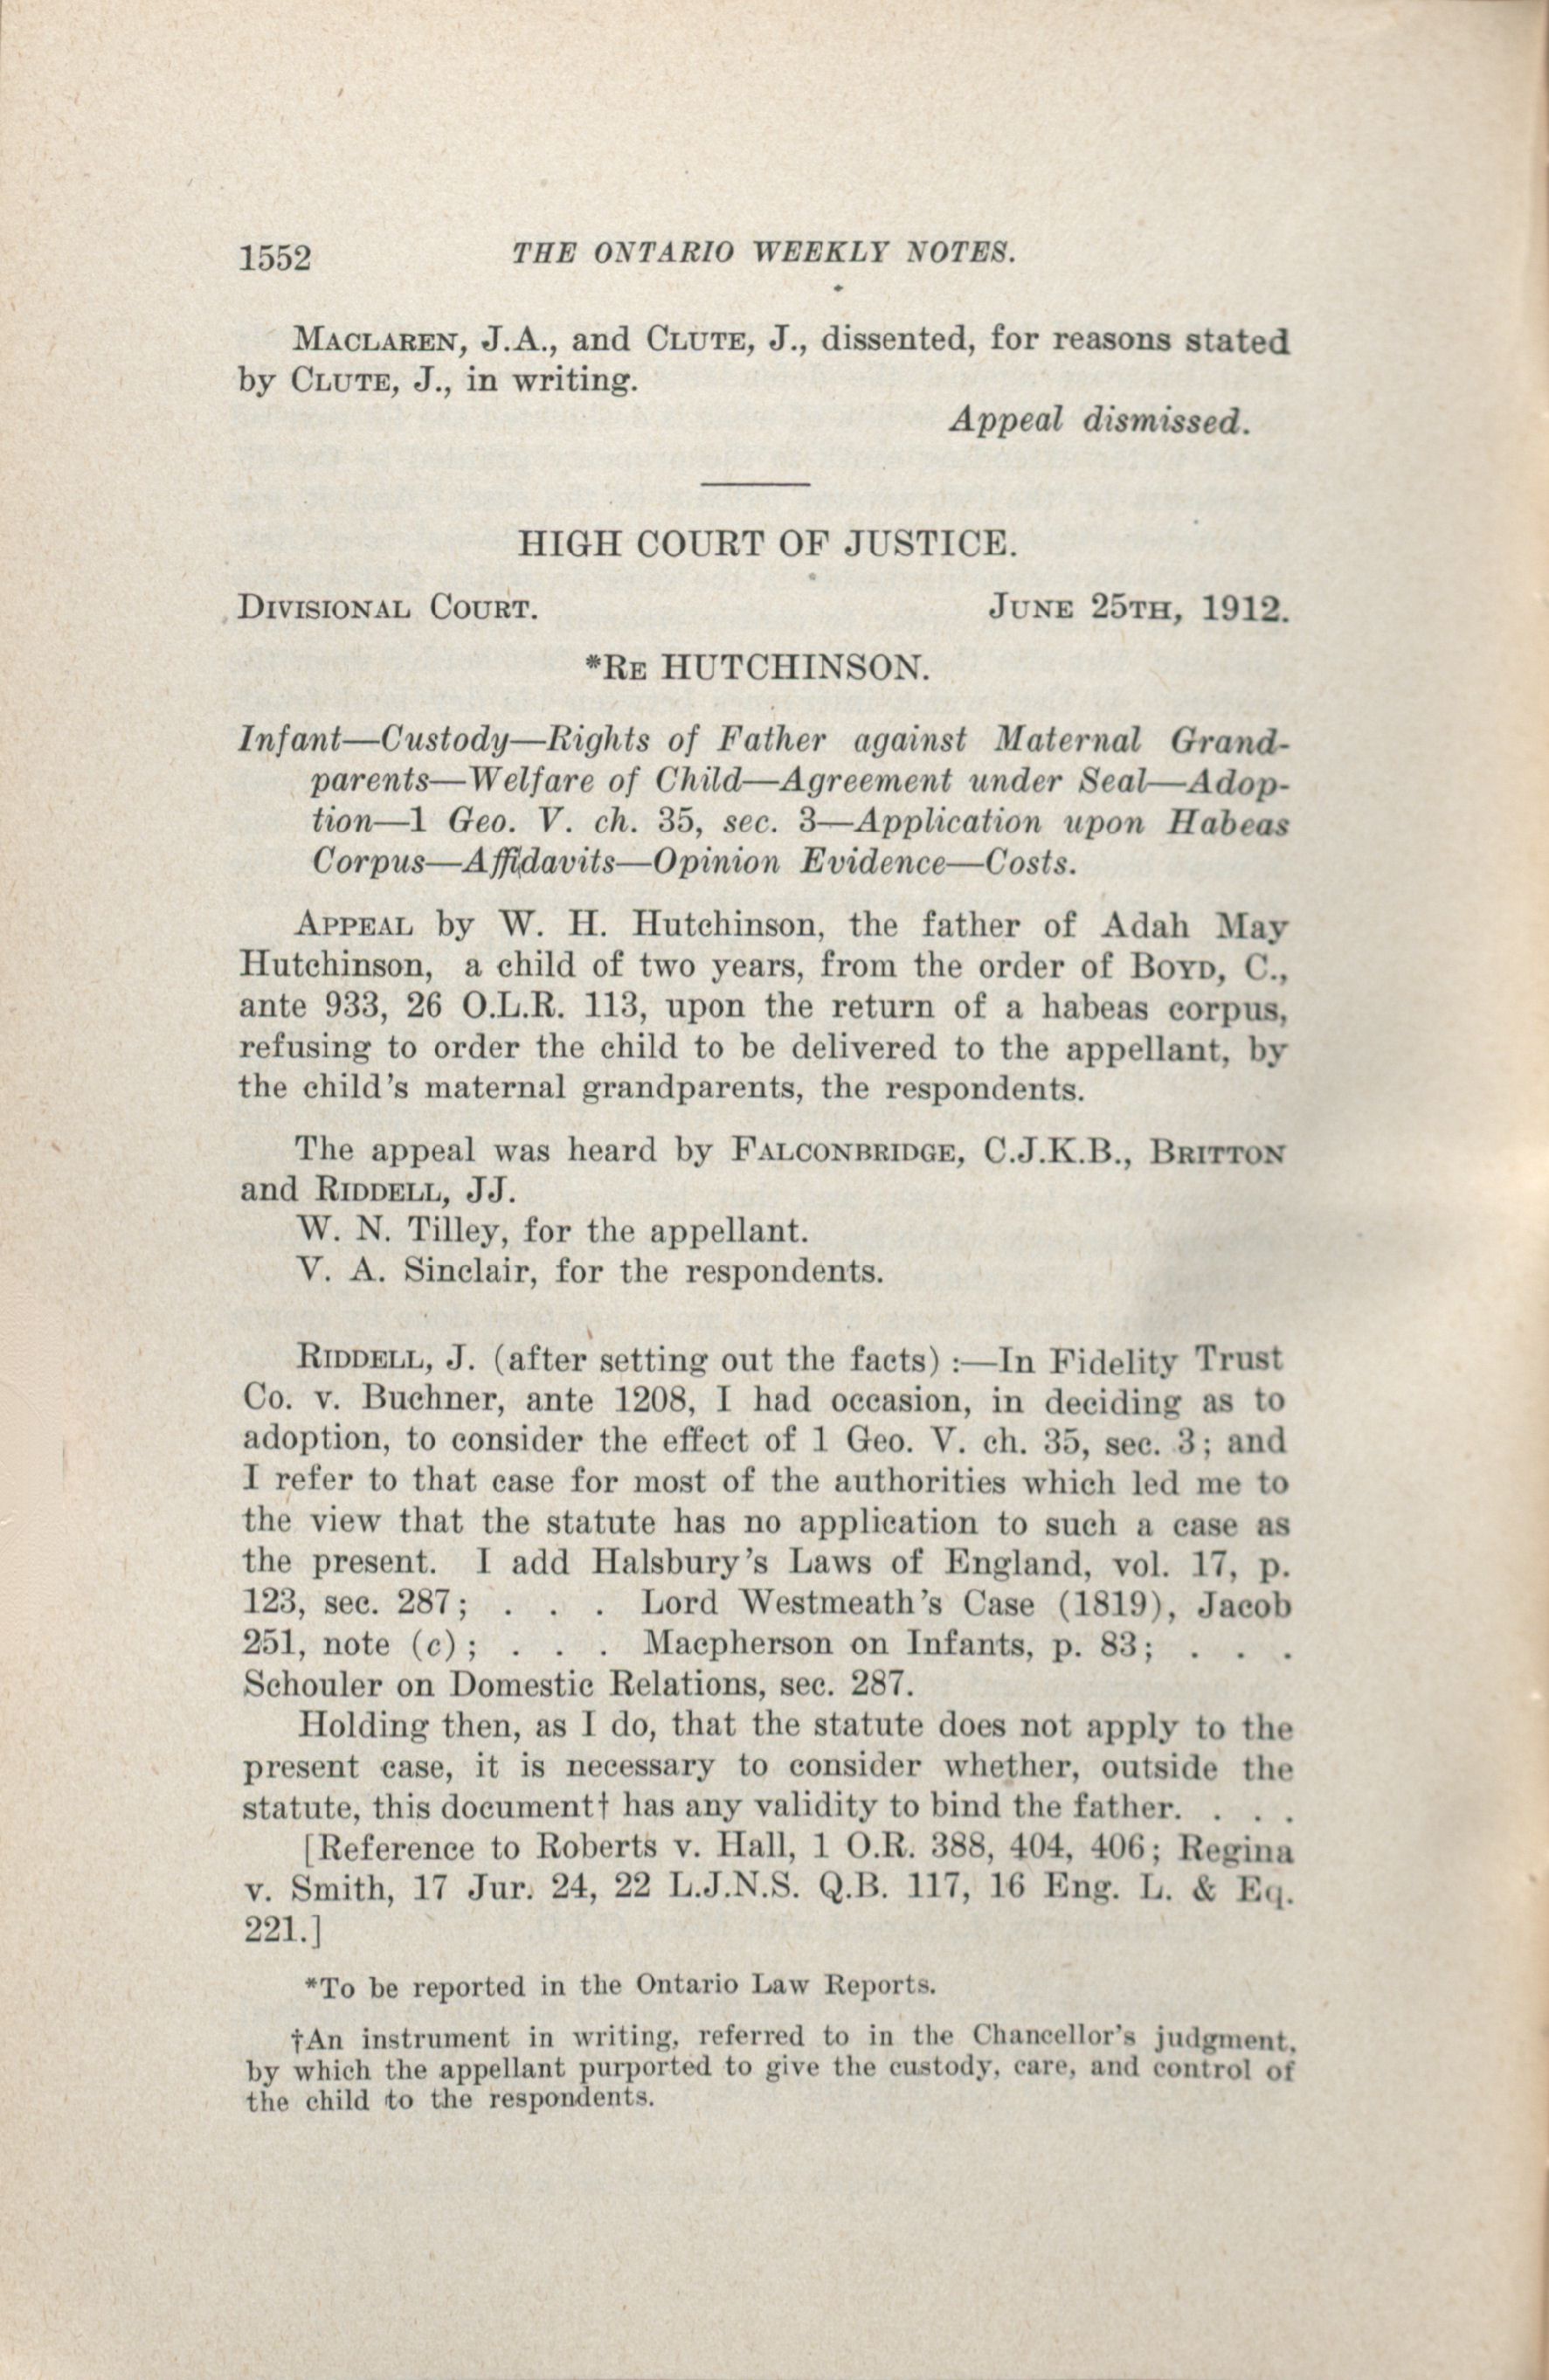 1552 THE ONTARIO WEEKLY NOTES.
MACLAREN, J.A., and CLUTE, J., dissented, for reasons stated
by CLUTE, J., in writing.
Appeal dismissed.
HIGH COURT OF JUSTICE.
DIVISIONAL COURT. JUNE 25TH, 1912.
*RE HUTCHINSON.
Infant—Custody—Rights of Father against Maternal Grand-
parents—Welfare of Child—Agreement under Seal—Adop-
tion—1 Geo. V. ch. 35, sec. 3—Application upon Habeas
Corpus—Affidavits—Opinion Evidence—Costs.
APPEAL by W. H. Hutchinson, the father of Adah May
Hutchinson, a child of two years, from the order of BOYD, C.,
ante 933, 26 O.L.R. 113, upon the return of a habeas corpus,
refusing to order the child to be delivered to the appellant, by
the child's maternal grandparents, the respondents.
The appeal was heard by FALCONBRIDGE, C.J.K.B., BRITTON
and RIDDELL, JJ.
W. N. Tilley, for the appellant.
V. A. Sinclair, for the respondents.
RIDDELL, J. (after setting out the facts) :—In Fidelity Trust
Co. v. Buchner, ante 1208, I had occasion, in deciding as to
adoption, to consider the effect of 1 Geo. V. ch. 35, sec. 3; and
I refer to that case for most of the authorities which led me to
the view that the statute has no application to such a case as
the present. I add Halsbury's Laws of England, vol. 17, p.
123, sec. 287; . . . Lord Westmeath's Case (1819), Jacob
251, note (c) ; . . . Macpherson on Infants, p. 83; . . .
Schouler on Domestic Relations, sec. 287.
Holding then, as I do, that the statute does not apply to the
present case, it is necessary to consider whether, outside the
statute, this document† has any validity to bind the father. . . .
[Reference to Roberts v. Hall, 1 O.R. 388, 404, 406; Regina
v. Smith, 17 Jur. 24, 22 L.J.N.S. Q.B. 117, 16 Eng. L. & Eq.
221.]
*To be reported in the Ontario Law Reports.
†An instrument in writing, referred to in the Chancellor's judgment,
by which the appellant purported to give the custody, care, and control of
the child to the respondents.